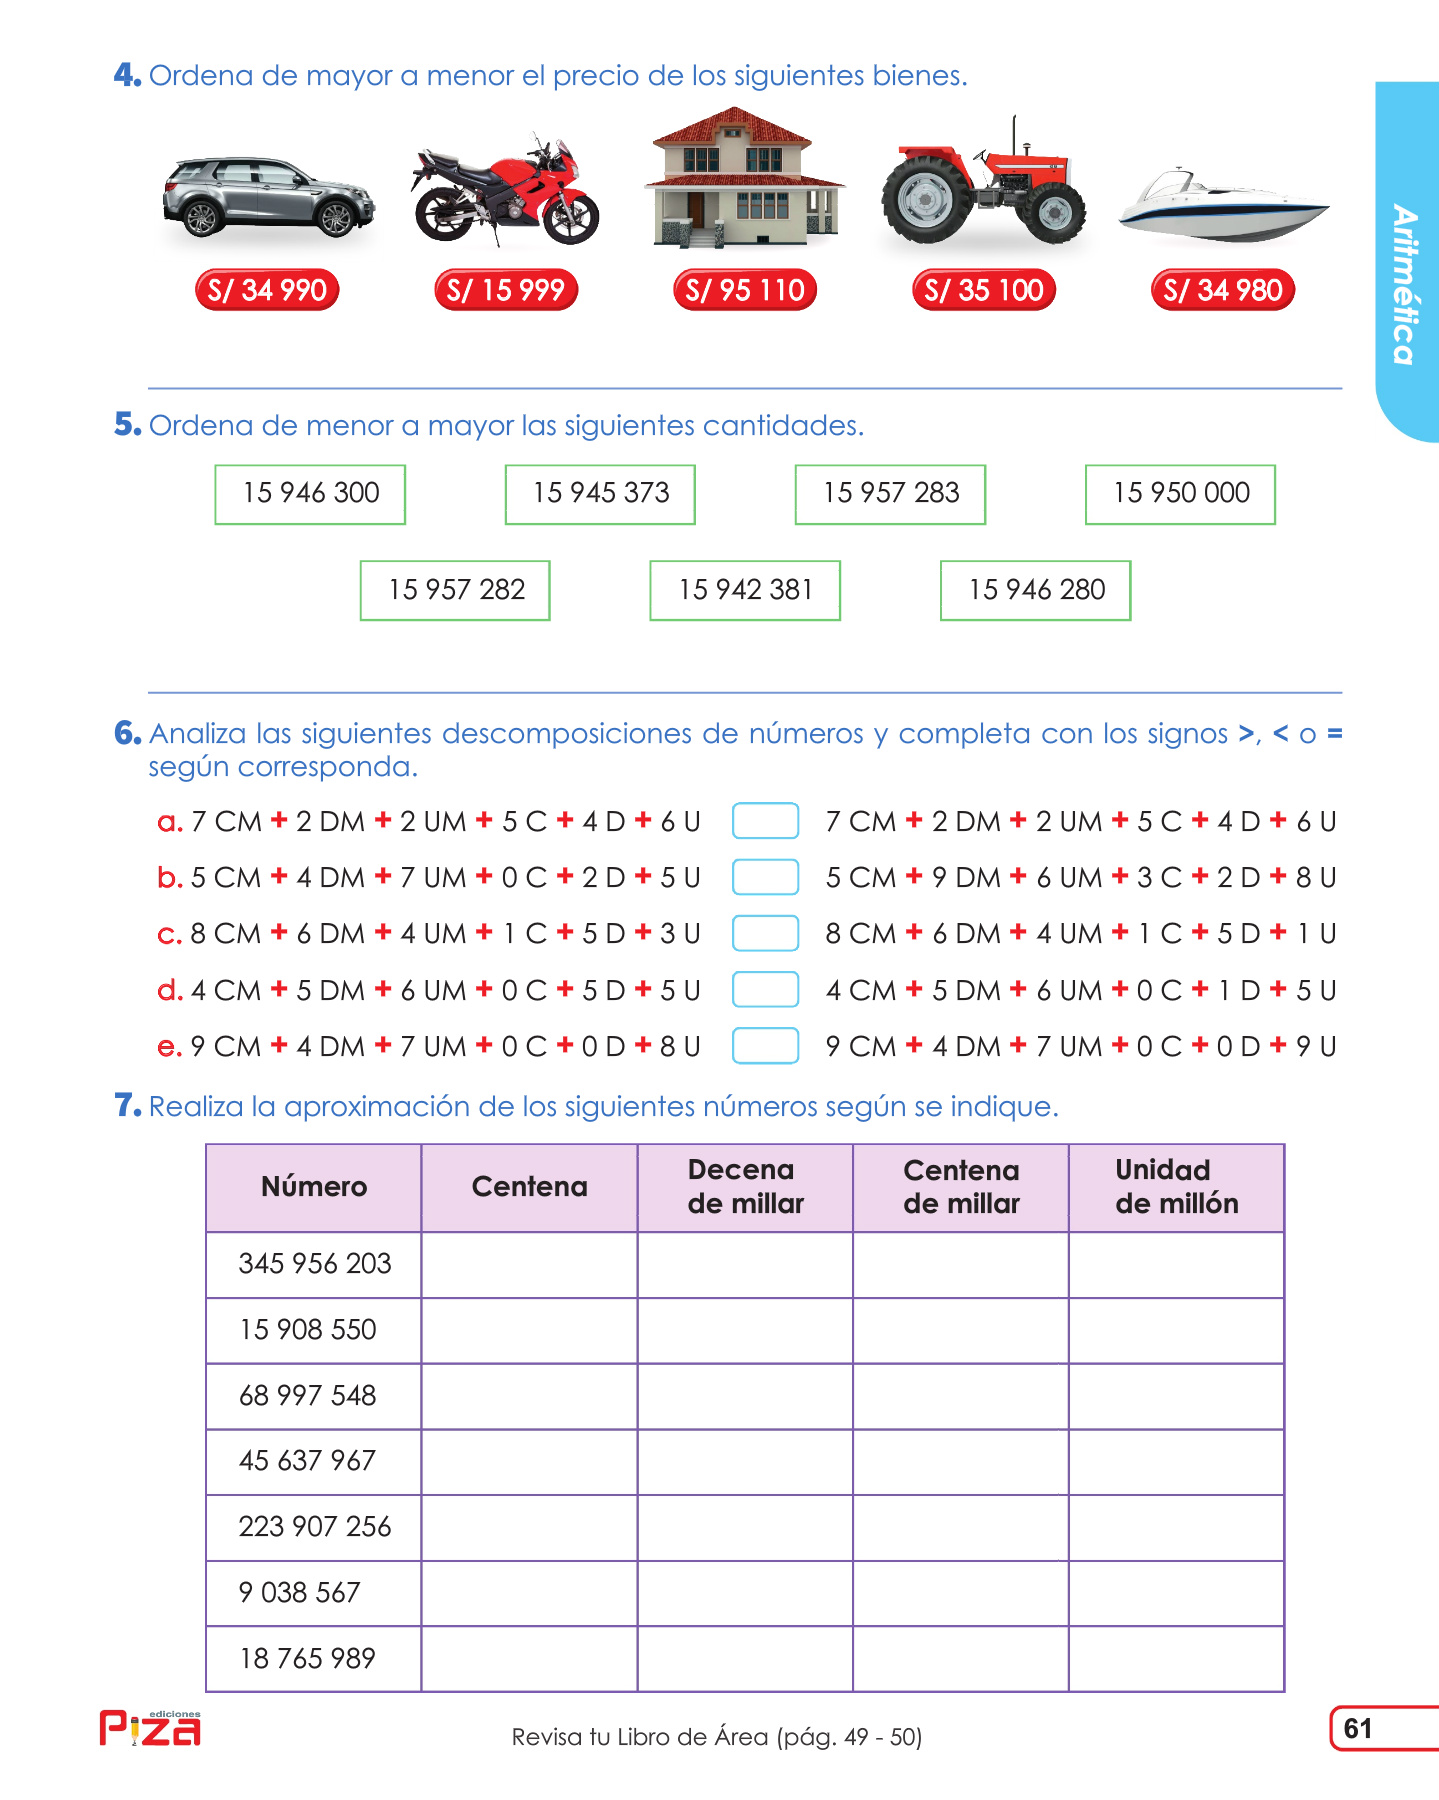 4. Ordena de mayor a menor el precio de los siguientes bienes.
S/ 34 990 S/ 15 999 S/ 95 110 S/ 35 100 S/ 34 980
Aritmética
5. Ordena de menor a mayor las siguientes cantidades.
15 946 300 15 945 373 15 957 283 15 950 000
15 957 282 15 942 381 15 946 280
6. Analiza las siguientes descomposiciones de números y completa con los signos >, < o =
según corresponda.
a. 7 CM + 2 DM + 2 UM + 5 C + 4 D + 6 U 7 CM + 2 DM + 2 UM + 5 C + 4 D + 6 U
b. 5 CM + 4 DM + 7 UM + 0 C + 2 D + 5 U 5 CM + 9 DM + 6 UM + 3 C + 2 D + 8 U
c. 8 CM + 6 DM + 4 UM + 1 C + 5 D + 3 U 8 CM + 6 DM + 4 UM + 1 C + 5 D + 1 U
d. 4 CM + 5 DM + 6 UM + 0 C + 5 D + 5 U 4 CM + 5 DM + 6 UM + 0 C + 1 D + 5 U
e. 9 CM + 4 DM + 7 UM + 0 C + 0 D + 8 U 9 CM + 4 DM + 7 UM + 0 C + 0 D + 9 U
7. Realiza la aproximación de los siguientes números según se indique.
Número Centena Decena de millar Centena de millar Unidad de millón
345 956 203
15 908 550
68 997 548
45 637 967
223 907 256
9 038 567
18 765 989
ediciones
Piza
Revisa tu Libro de Área (pág. 49 - 50)
61